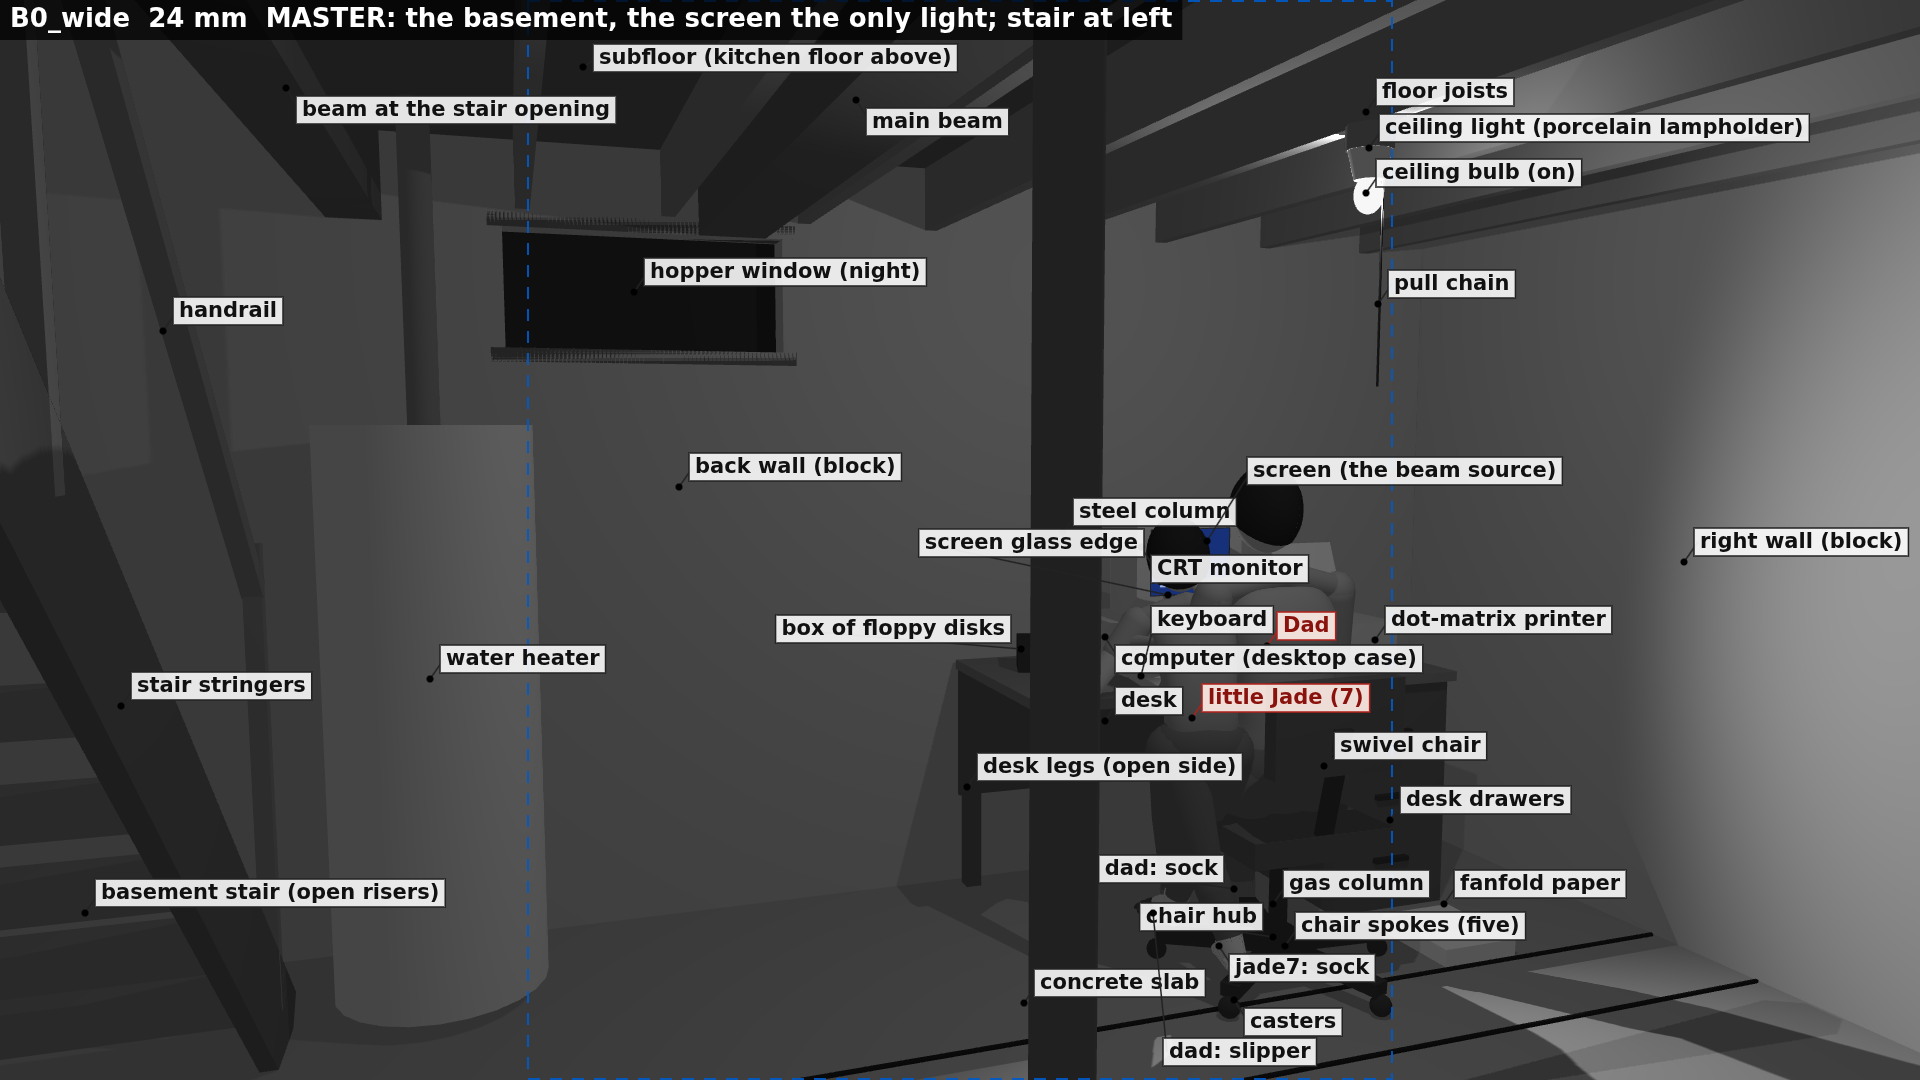 B0_wide 24 mm MASTER: the basement, the screen the only light; stair at left
subfloor (kitchen floor above)
floor joists
beam at the stair opening
main beam
ceiling light (porcelain lampholder)
ceiling bulb (on)
hopper window (night)
pull chain
handrail
back wall (block)
screen (the beam source)
steel column
screen glass edge
right wall (block)
CRT monitor
keyboard
Dad
dot-matrix printer
box of floppy disks
computer (desktop case)
water heater
stair stringers
desk
little Jade (7)
swivel chair
desk legs (open side)
desk drawers
dad: sock
gas column
fanfold paper
basement stair (open risers)
chair hub
chair spokes (five)
jade7: sock
concrete slab
casters
dad: slipper